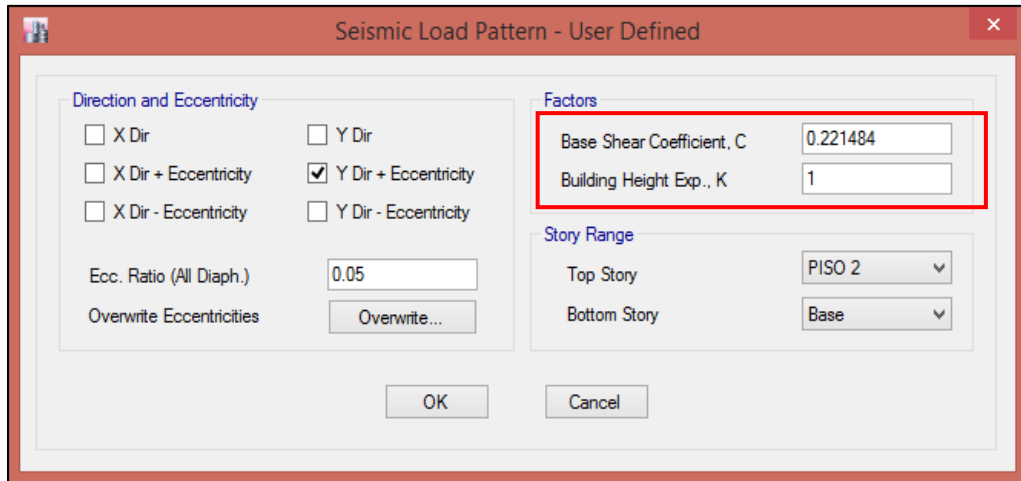 Seismic Load Pattern - User Defined
Direction and Eccentricity
X Dir
Y Dir
X Dir + Eccentricity
Y Dir + Eccentricity
X Dir - Eccentricity
Y Dir - Eccentricity
Ecc. Ratio (All Diaph.)
0.05
Overwrite Eccentricities
Overwrite...
Factors
Base Shear Coefficient, C
0.221484
Building Height Exp., K
1
Story Range
Top Story
PISO 2
Bottom Story
Base
OK
Cancel